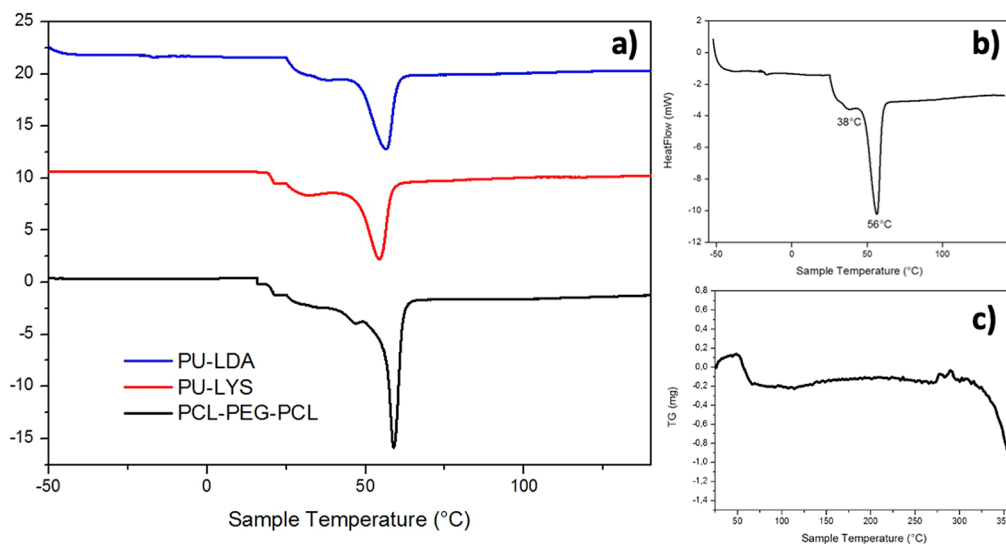 a)
25
20
15
10
5
0
-5
-10
-15
PU-LDA
PU-LYS
PCL-PEG-PCL
-50 0 50 100
Sample Temperature (°C)
b)
HeatFlow (mW)
2
0
-2
-4
-6
-8
-10
-12
38°C
56°C
0 50 100
Sample Temperature (°C)
c)
TG (mg)
0,8
0,6
0,4
0,2
0,0
-0,2
-0,4
-0,6
-0,8
-1,0
-1,2
-1,4
50 100 150 200 250 300
Sample Temperature (°C)